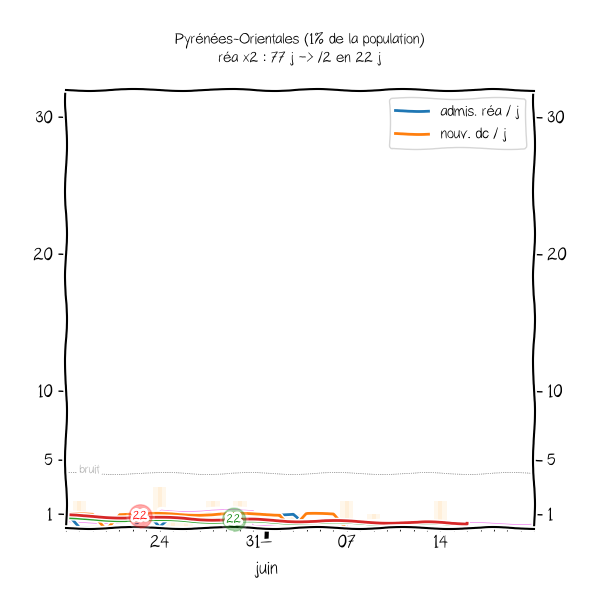 Pyrénées-Orientales (1% de la population)
réa x2 : 77 j -> /2 en 22 j
admis. réa / j
nouv. dc / j
30
30
20
20
10
10
5
5
bruit
1
1
22
22
24
31
07
14
juin